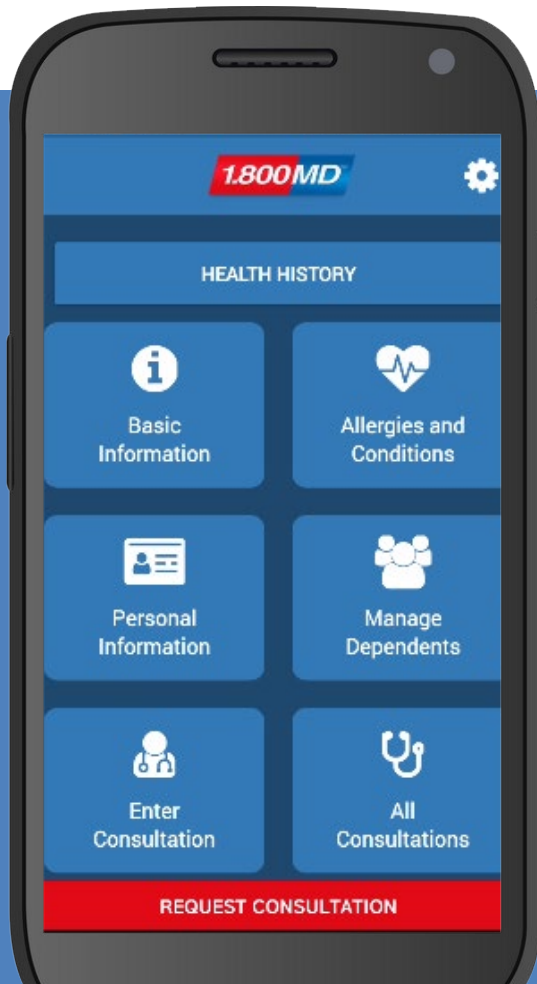 1.800MD
HEALTH HISTORY
Basic
Information
Allergies and
Conditions
Personal
Information
Manage
Dependents
Enter
Consultation
All
Consultations
REQUEST CONSULTATION